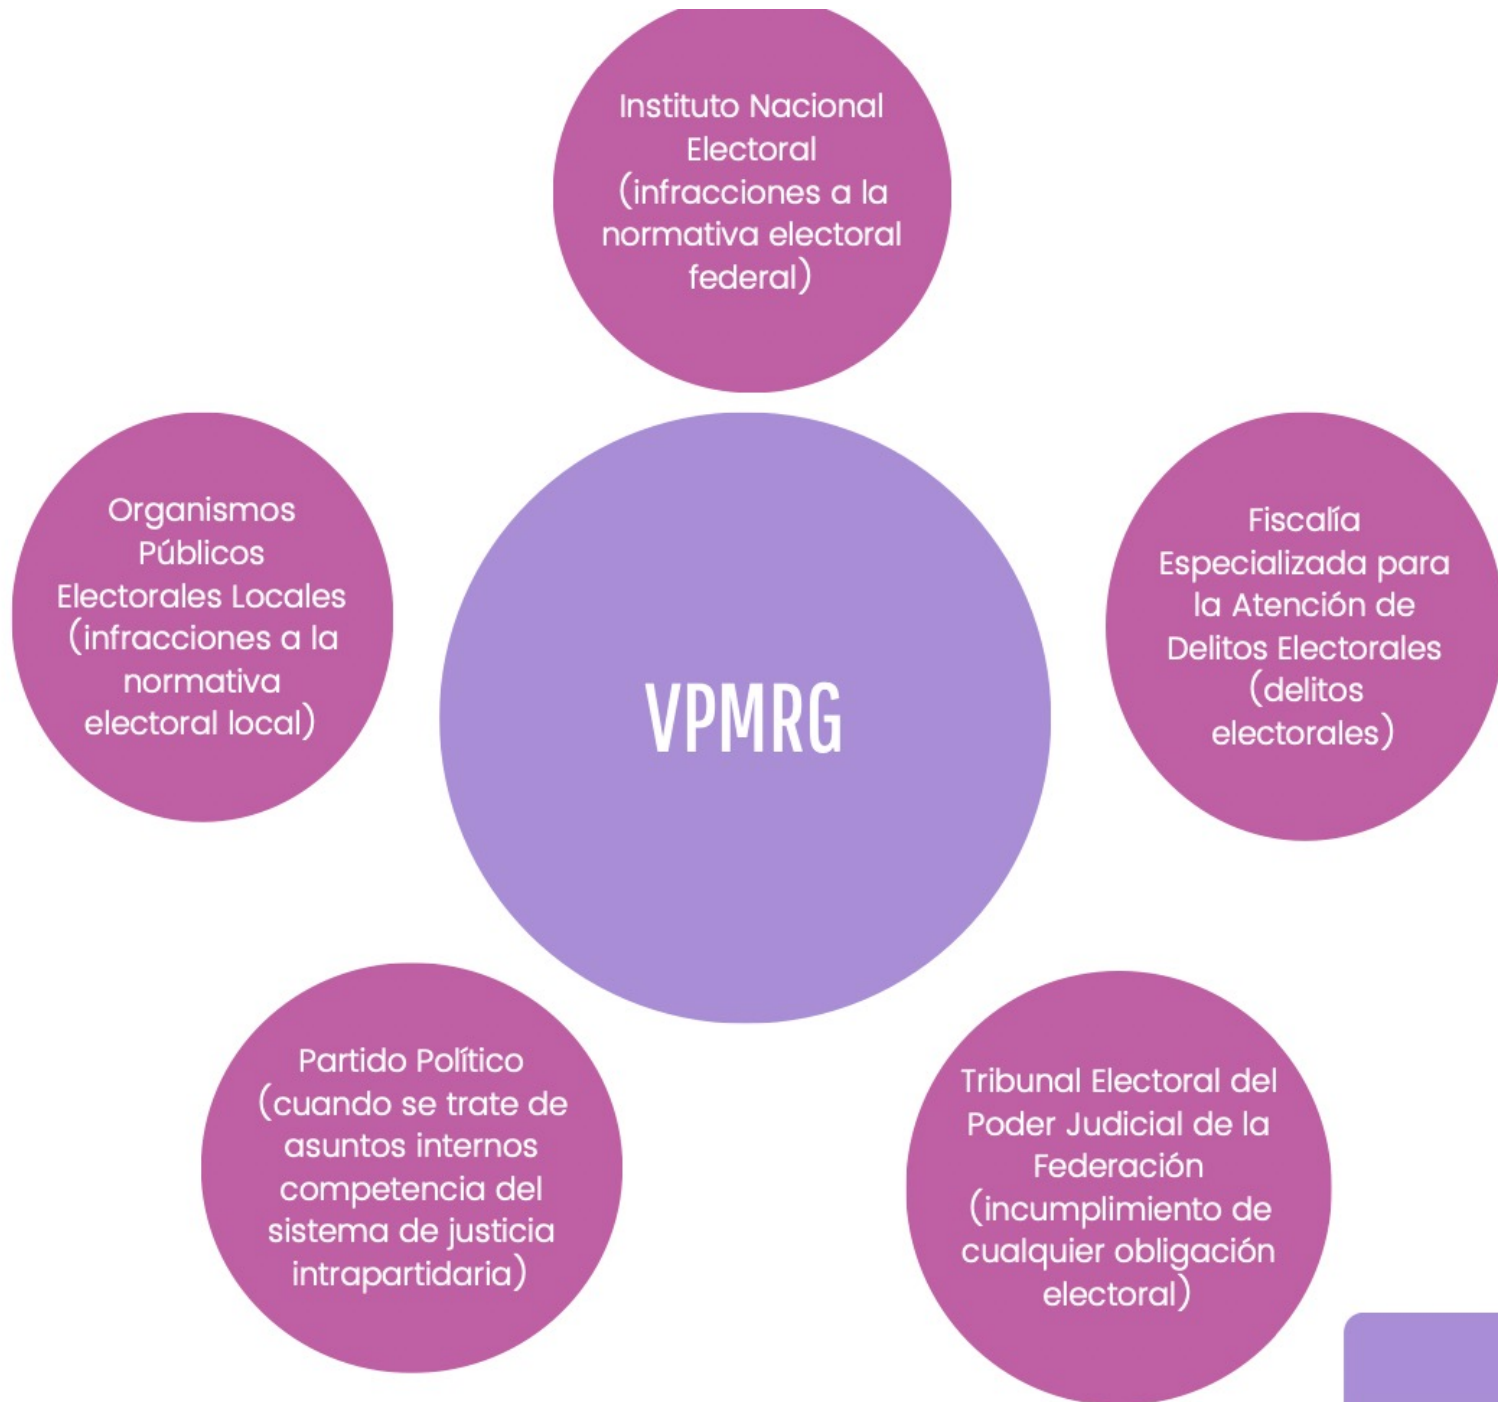 Instituto Nacional
Electoral
(infracciones a la
normativa electoral
federal)
Organismos
Públicos
Electorales Locales
(infracciones a la
normativa
electoral local)
Fiscalía
Especializada para
la Atención de
Delitos Electorales
(delitos
electorales)
VPMRG
Partido Político
(cuando se trate de
asuntos internos
competencia del
sistema de justicia
intrapartidaria)
Tribunal Electoral del
Poder Judicial de la
Federación
(incumplimiento de
cualquier obligación
electoral)